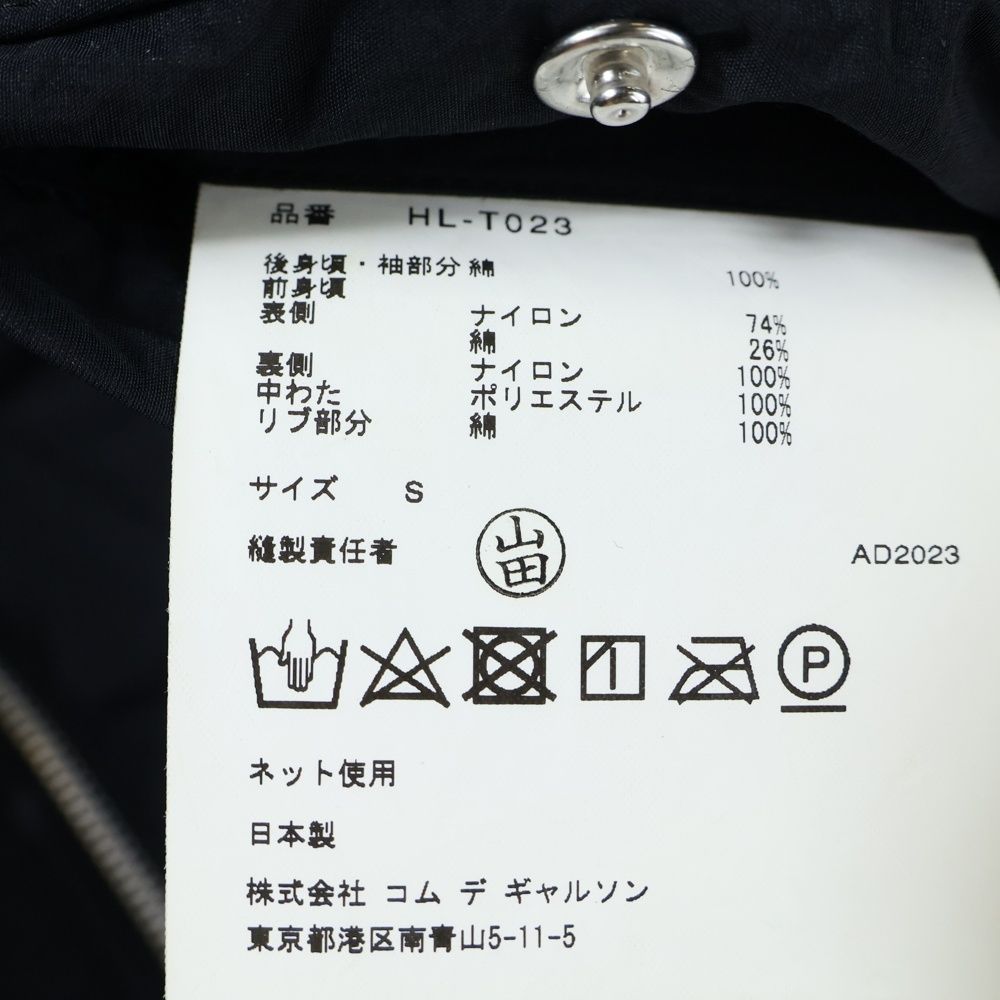 品番 HL-T023
後身頃・袖部分 綿 100%
前身頃
表側 ナイロン 74%
綿 26%
裏側 ナイロン 100%
中わた ポリエステル 100%
リブ部分 綿 100%
サイズ S
縫製責任者 山田 AD2023
P
ネット使用
日本製
株式会社 コム デ ギャルソン
東京都港区南青山5-11-5